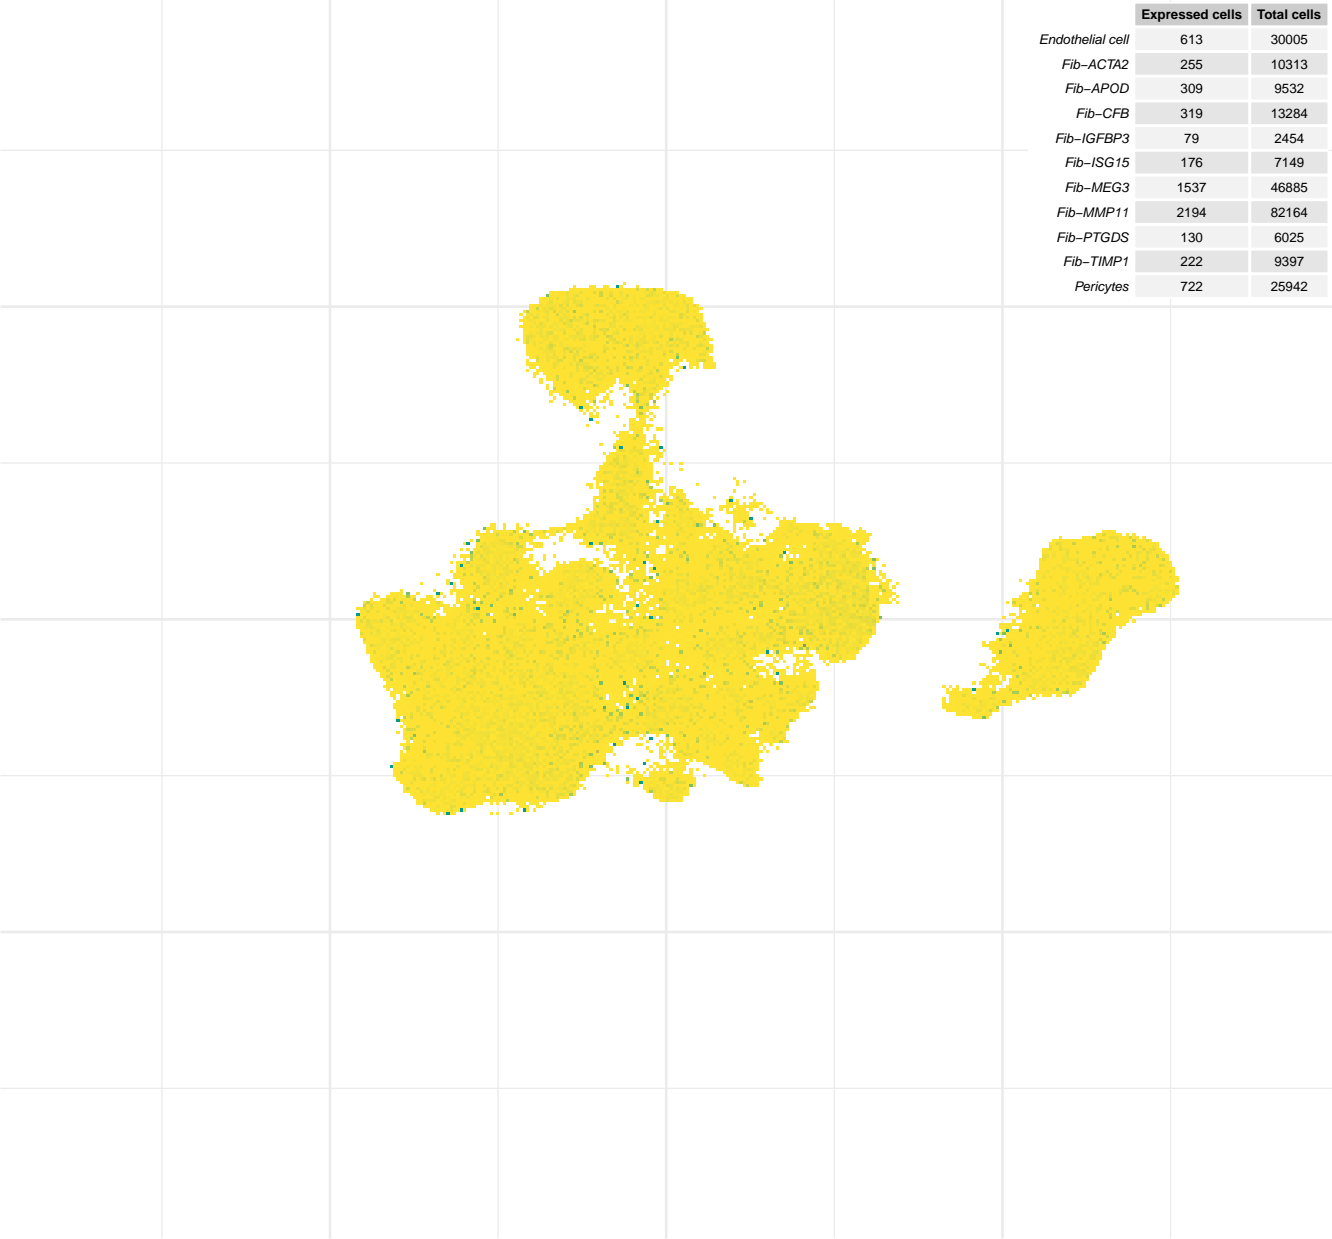 Expressed cells Total cells
Endothelial cell 613 30005
Fib−ACTA2 255 10313
Fib−APOD 309 9532
Fib−CFB 319 13284
Fib−IGFBP3 79 2454
Fib−ISG15 176 7149
Fib−MEG3 1537 46885
Fib−MMP11 2194 82164
Fib−PTGDS 130 6025
Fib−TIMP1 222 9397
Pericytes 722 25942